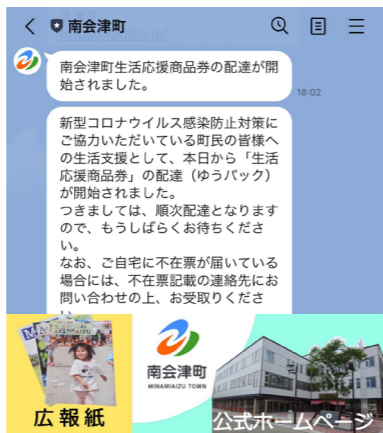 南会津町
南会津町生活応援商品券の配達が開
始されました。
18:02
新型コロナウイルス感染防止対策に
ご協力いただいている町民の皆様へ
の生活支援として、本日から「生活
応援商品券」の配達（ゆうパック）
が開始されました。
つきましては、順次配達となります
ので、もうしばらくお待ちくださ
い。
なお、ご自宅に不在票が届いている
場合には、不在票記載の連絡先にお
問い合わせの上、お受取りくださ
い
広報紙
南会津町
MINAMIAIZU TOWN
公式ホームページ